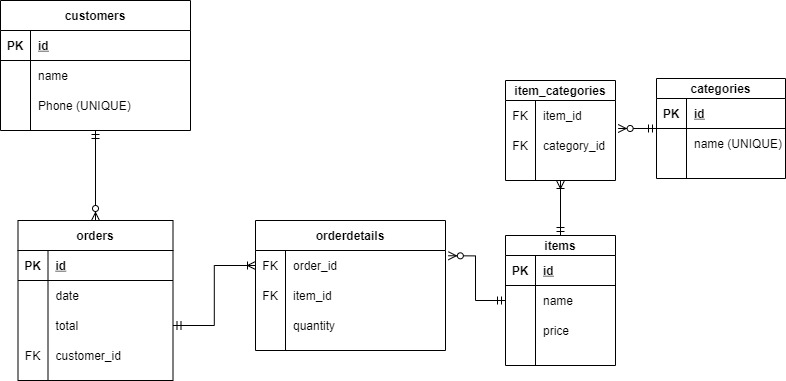 customers
PK id
name
Phone (UNIQUE)
item_categories
FK item_id
FK category_id
categories
PK id
name (UNIQUE)
orders
PK id
date
total
FK customer_id
orderdetails
FK order_id
FK item_id
quantity
items
PK id
name
price